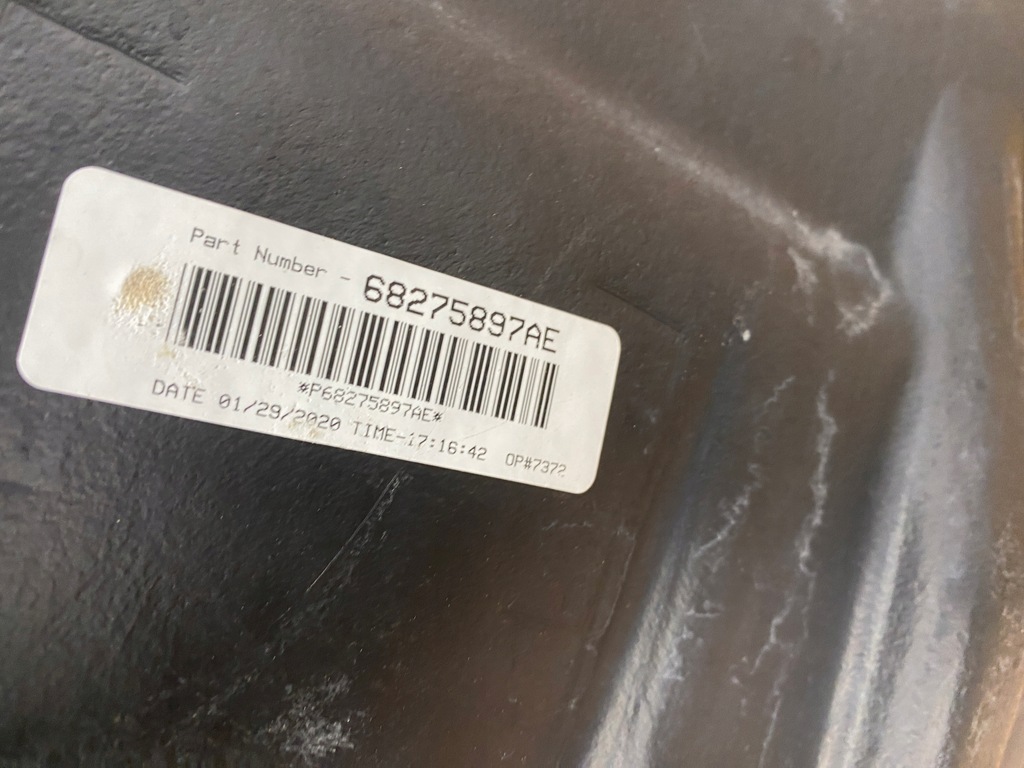 Part Number - 68275897AE
*P68275897AE*
DATE 01/29/2020 TIME-17:16:42 OP#7372